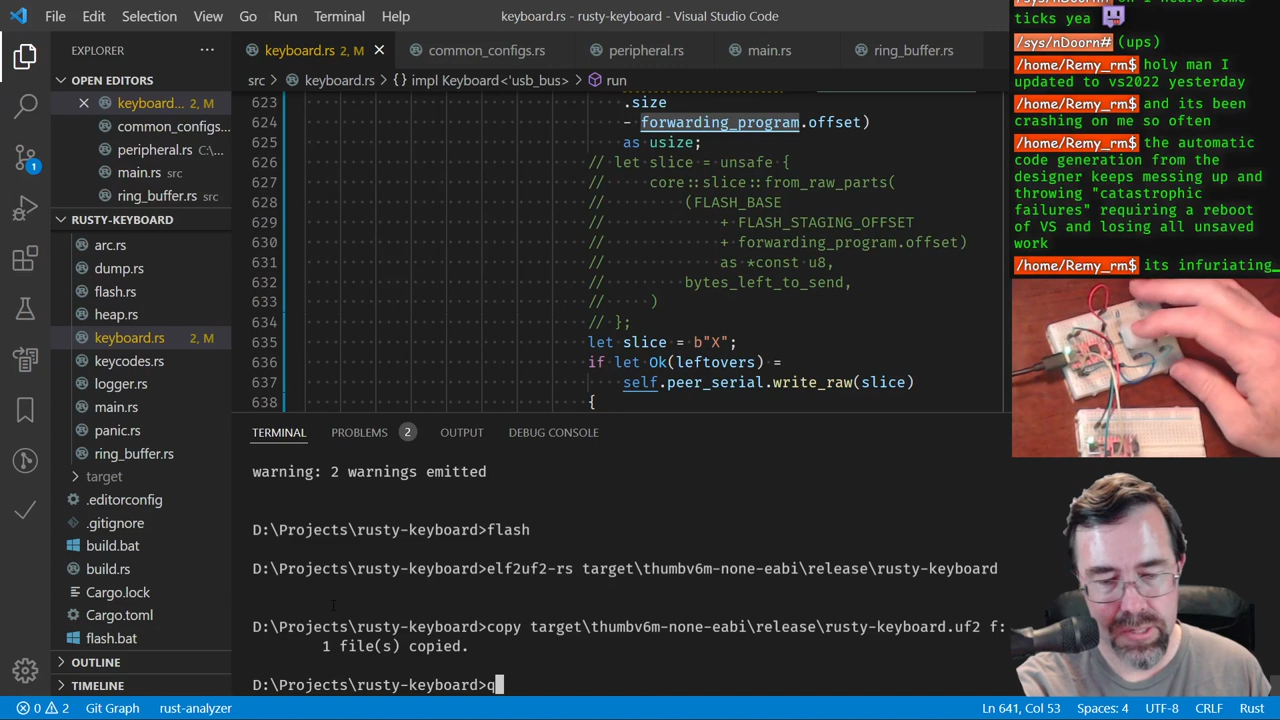 File Edit Selection View Go Run Terminal Help
keyboard.rs - rusty-keyboard - Visual Studio Code
EXPLORER
OPEN EDITORS
keyboard... 2, M
common_configs...
peripheral.rs C:\...
main.rs src
ring_buffer.rs src
RUSTY-KEYBOARD
arc.rs
dump.rs
flash.rs
heap.rs
keyboard.rs 2, M
keycodes.rs
logger.rs
main.rs
panic.rs
ring_buffer.rs
target
.editorconfig
.gitignore
build.bat
build.rs
Cargo.lock
Cargo.toml
flash.bat
OUTLINE
TIMELINE
keyboard.rs 2, M
common_configs.rs
peripheral.rs
main.rs
ring_buffer.rs
src > keyboard.rs > {} impl Keyboard<'usb_bus> > run
623 .size
624 - forwarding_program.offset)
625 as usize;
626 // let slice = unsafe {
627 // core::slice::from_raw_parts(
628 // (FLASH_BASE
629 // + FLASH_STAGING_OFFSET
630 // + forwarding_program.offset)
631 // as *const u8,
632 // bytes_left_to_send,
633 // )
634 // };
635 let slice = b"X";
636 if let Ok(leftovers) =
637 self.peer_serial.write_raw(slice)
638 {
TERMINAL PROBLEMS 2 OUTPUT DEBUG CONSOLE
warning: 2 warnings emitted
D:\Projects\rusty-keyboard>flash
D:\Projects\rusty-keyboard>elf2uf2-rs target\thumbv6m-none-eabi\release\rusty-keyboard
D:\Projects\rusty-keyboard>copy target\thumbv6m-none-eabi\release\rusty-keyboard.uf2 f:
1 file(s) copied.
D:\Projects\rusty-keyboard>q
0 2 Git Graph rust-analyzer
Ln 641, Col 53 Spaces: 4 UTF-8 CRLF Rust
ticks yea
/sys/nDoorn# (ups)
/home/Remy_rm$ holy man I
updated to vs2022 yesterday
/home/Remy_rm$ and its been
crashing on me so often
/home/Remy_rm$ the automatic
code generation from the
designer keeps messing up and
throwing "catastrophic
failures" requiring a reboot
of VS and losing all unsaved
work
/home/Remy_rm$ its infuriating_